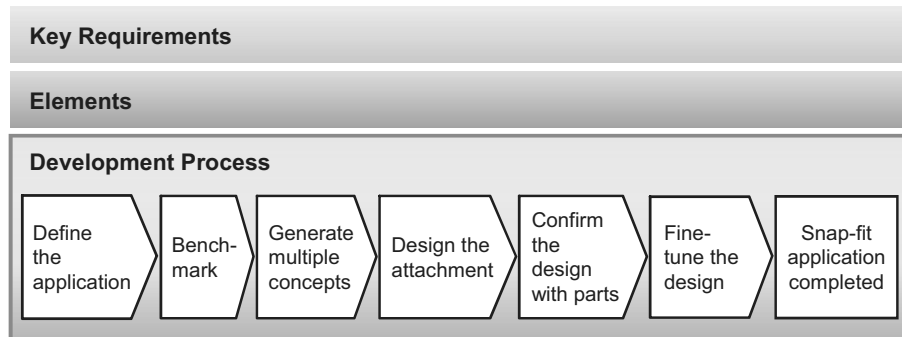 Key Requirements
Elements
Development Process
Define
the
application
Bench-
mark
Generate
multiple
concepts
Design the
attachment
Confirm
the
design
with parts
Fine-
tune the
design
Snap-fit
application
completed